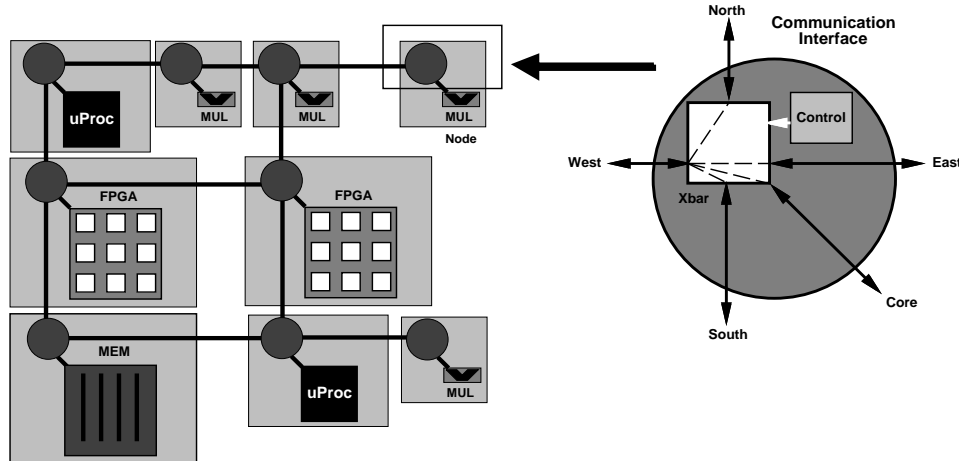 uProc
MUL
MUL
MUL
Node
FPGA
FPGA
MEM
uProc
MUL
North
Communication
Interface
Control
West
East
Xbar
Core
South